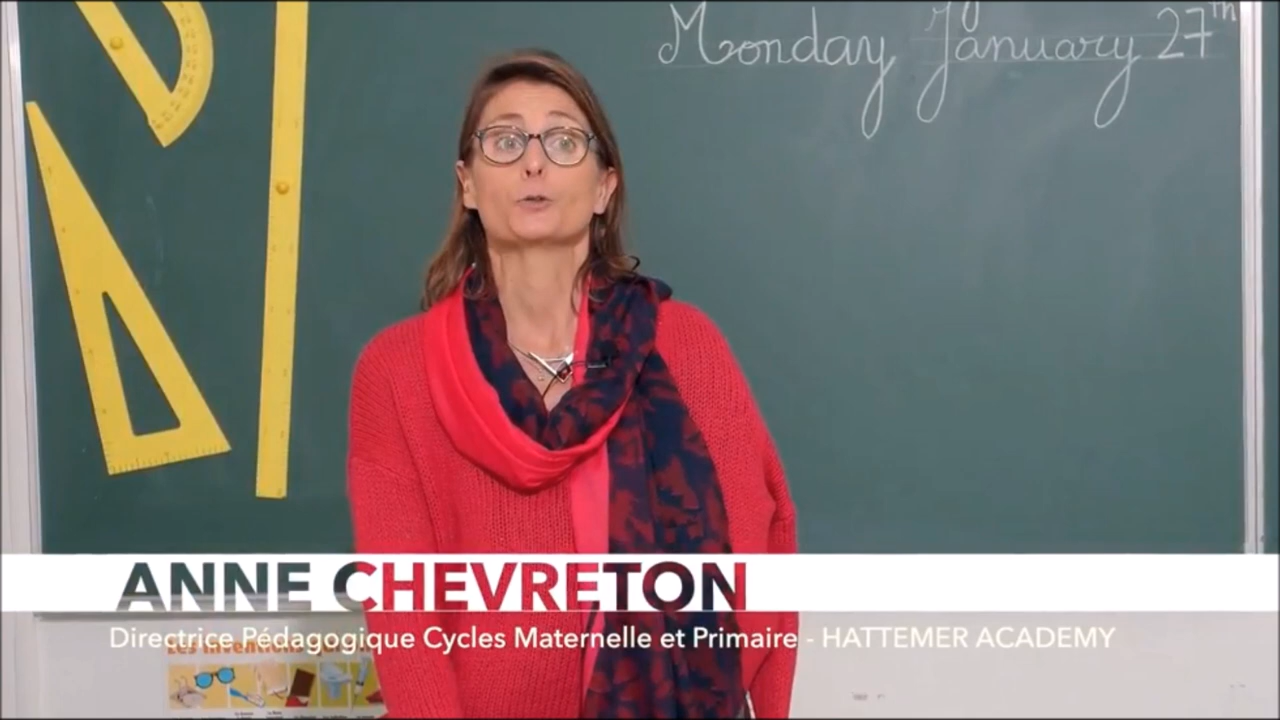 Monday January 27th
ANNE CHEVRETON
Directrice Pédagogique Cycles Maternelle et Primaire - HATTEMER ACADEMY